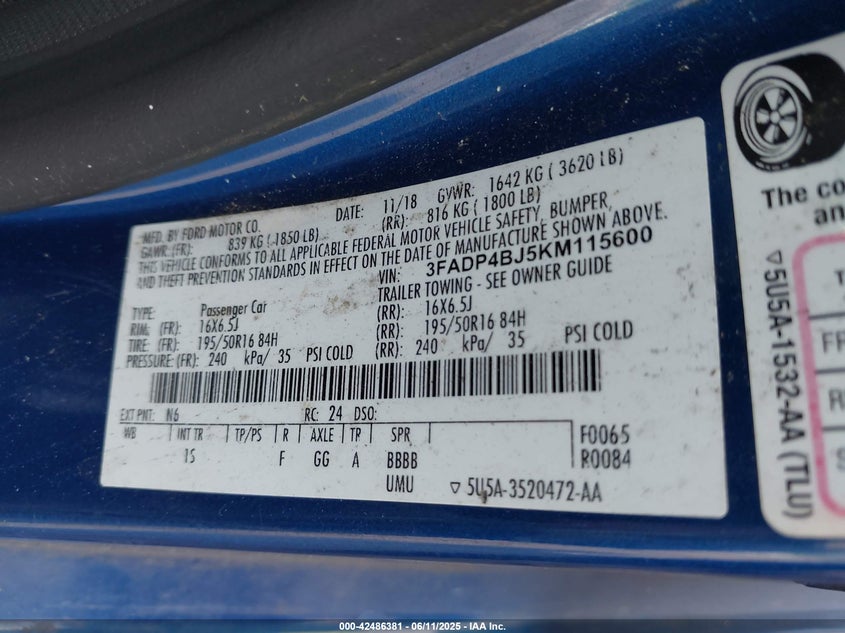 MFD. BY FORD MOTOR CO. DATE: 11/18 GVWR: 1642 KG ( 3620 LB)
GAWR: (FR): 839 KG ( 1850 LB) (RR): 816 KG ( 1800 LB)
THIS VEHICLE CONFORMS TO ALL APPLICABLE FEDERAL MOTOR VEHICLE SAFETY, BUMPER,
AND THEFT PREVENTION STANDARDS IN EFFECT ON THE DATE OF MANUFACTURE SHOWN ABOVE.
VIN: 3FADP4BJ5KM115600
TYPE: Passenger Car TRAILER TOWING - SEE OWNER GUIDE
RIM: (FR): 16X6.5J (RR): 16X6.5J
TIRE: (FR): 195/50R16 84H (RR): 195/50R16 84H
PRESSURE: (FR): 240 kPa/ 35 PSI COLD (RR): 240 kPa/ 35 PSI COLD
EXT PNT: N6 RC: 24 DSO:
WB INT TR TP/PS R AXLE TR SPR F0065
IS F GG A BBBB R0084
UMU ▽ 5U5A-3520472-AA
The co
an
T
FR
R
S
▽5U5A-1532-AA (TLU)
000-42486381 - 06/11/2025 - IAA Inc.